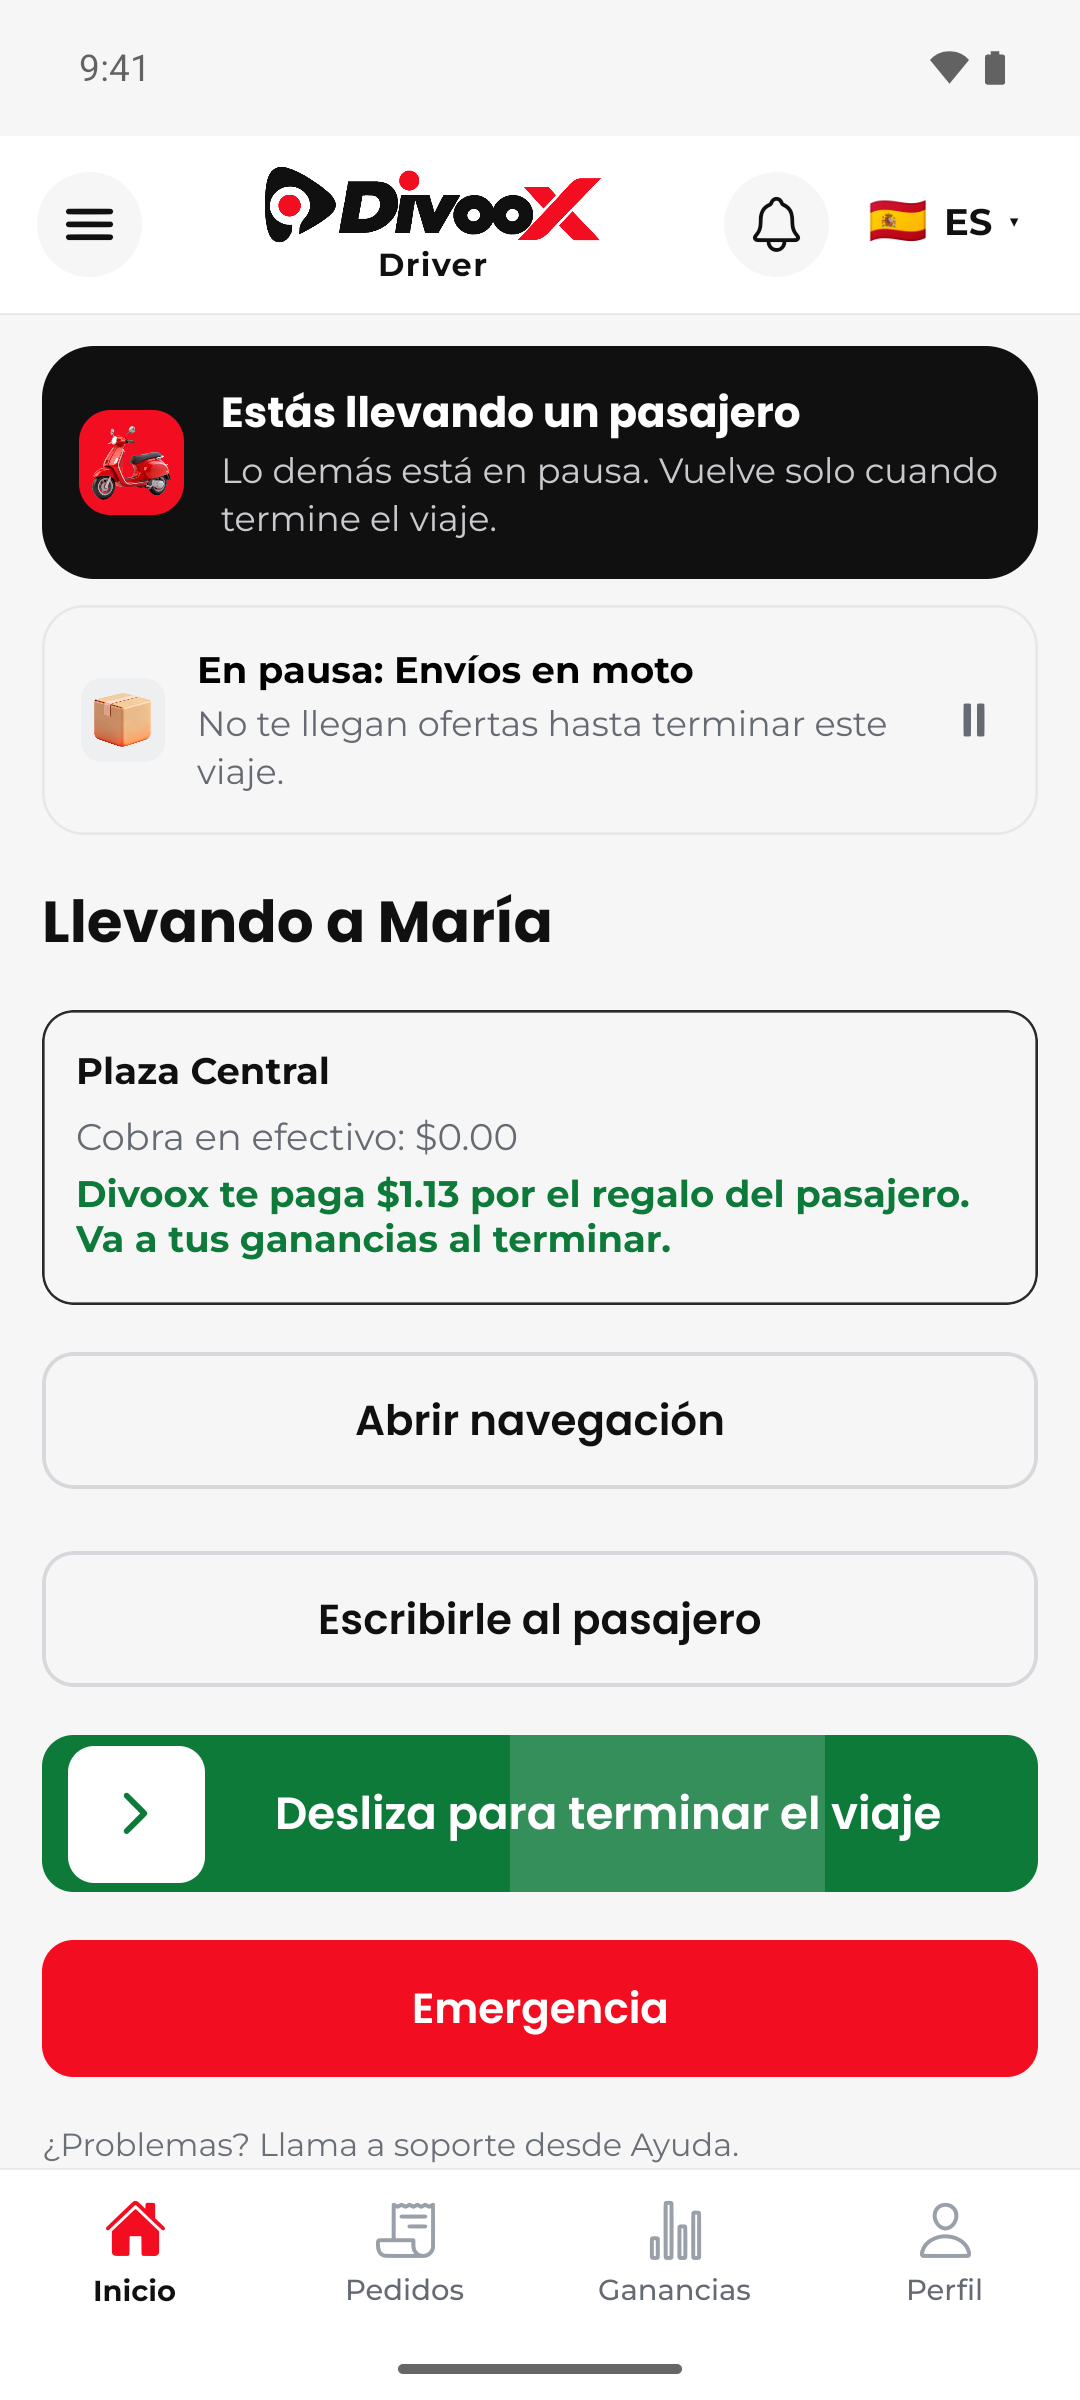 9:41
DivooX
Driver
ES
Estás llevando un pasajero
Lo demás está en pausa. Vuelve solo cuando
termine el viaje.
En pausa: Envíos en moto
No te llegan ofertas hasta terminar este
viaje.
Llevando a María
Plaza Central
Cobra en efectivo: $0.00
Divoox te paga $1.13 por el regalo del pasajero.
Va a tus ganancias al terminar.
Abrir navegación
Escribirle al pasajero
Desliza para terminar el viaje
Emergencia
¿Problemas? Llama a soporte desde Ayuda.
Inicio
Pedidos
Ganancias
Perfil